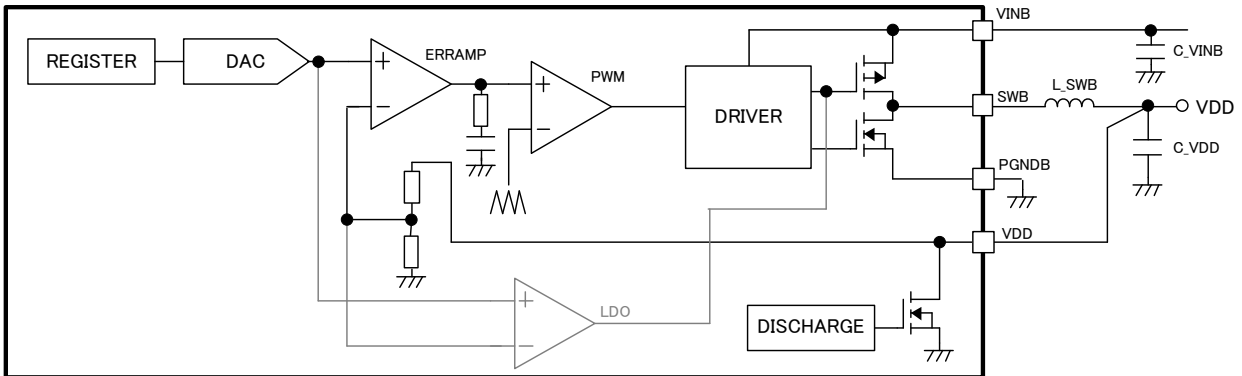 VINB
REGISTER
DAC
ERRAMP
PWM
C_VINB
DRIVER
SWB
L_SWB
VDD
C_VDD
PGNDB
VDD
LDO
DISCHARGE